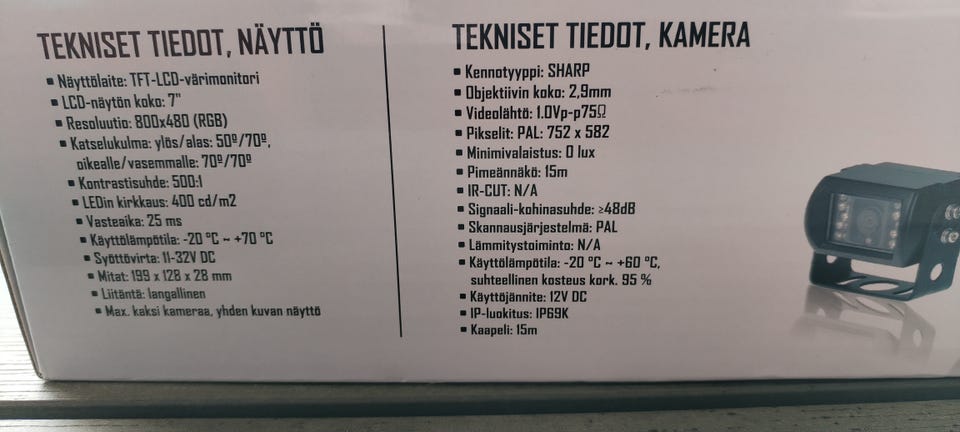 TEKNISET TIEDOT, NÄYTTÖ
▪ Näyttölaite: TFT-LCD-värimonitori
▪ LCD-näytön koko: 7"
▪ Resoluutio: 800x480 (RGB)
▪ Katselukulma: ylös/alas: 50º/70º,
oikealle/vasemmalle: 70º/70º
▪ Kontrastisuhde: 500:1
▪ LEDin kirkkaus: 400 cd/m2
▪ Vasteaika: 25 ms
▪ Käyttölämpötila: -20 ºC ~ +70 ºC
▪ Syöttövirta: 11-32V DC
▪ Mitat: 199 x 128 x 28 mm
▪ Liitäntä: langallinen
▪ Max. kaksi kameraa, yhden kuvan näyttö
TEKNISET TIEDOT, KAMERA
▪ Kennotyyppi: SHARP
▪ Objektiivin koko: 2,9mm
▪ Videolähtö: 1.0Vp-p75Ω
▪ Pikselit: PAL: 752 x 582
▪ Minimivalaistus: 0 lux
▪ Pimeännäkö: 15m
▪ IR-CUT: N/A
▪ Signaali-kohinasuhde: ≥48dB
▪ Skannausjärjestelmä: PAL
▪ Lämmitystoiminto: N/A
▪ Käyttölämpötila: -20 ºC ~ +60 ºC,
suhteellinen kosteus kork. 95 %
▪ Käyttöjännite: 12V DC
▪ IP-luokitus: IP69K
▪ Kaapeli: 15m